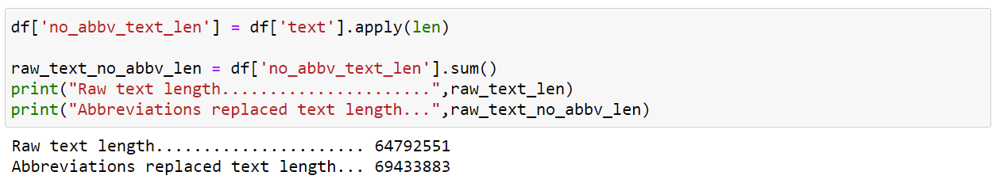 df['no_abbv_text_len'] = df['text'].apply(len)
raw_text_no_abbv_len = df['no_abbv_text_len'].sum()
print("Raw text length......................",raw_text_len)
print("Abbreviations replaced text length...",raw_text_no_abbv_len)
Raw text length...................... 64792551
Abbreviations replaced text length... 69433883